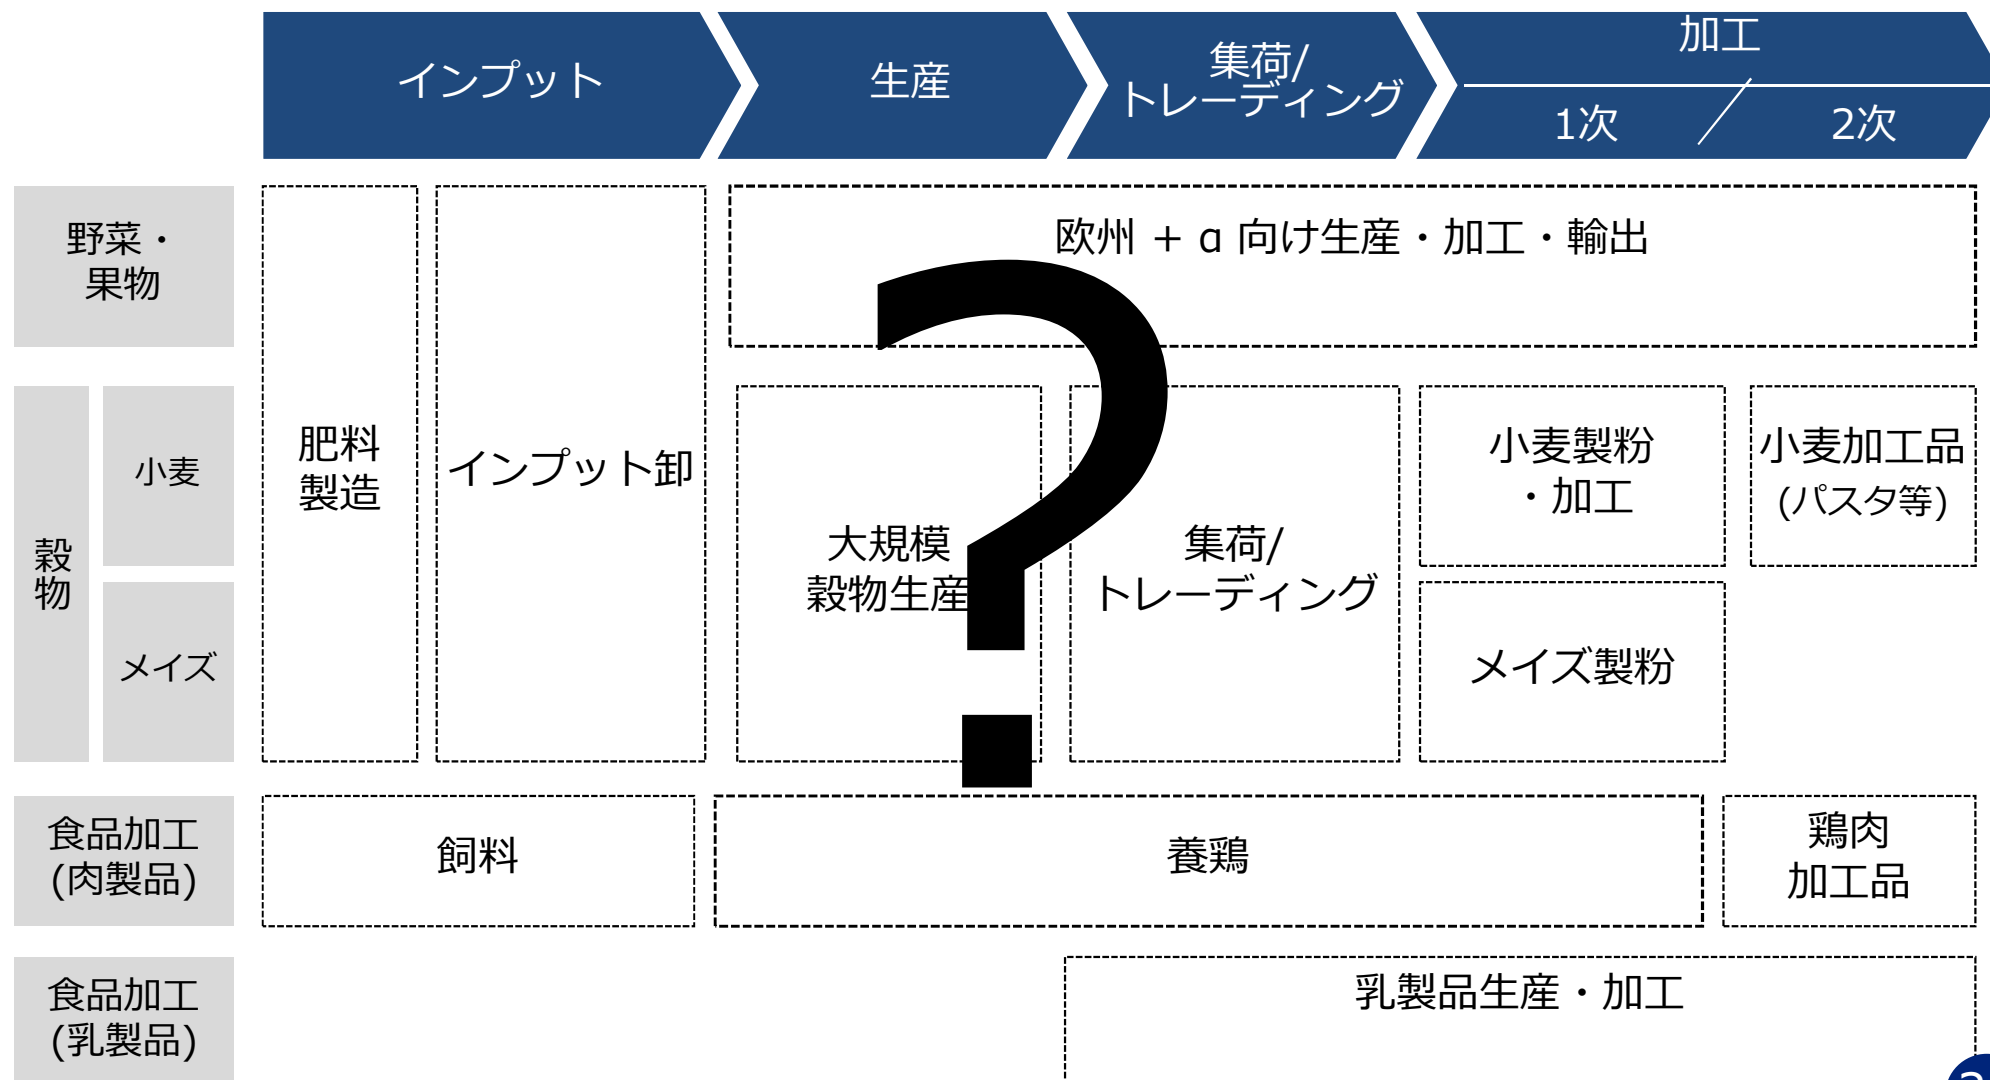 インプット
生産
集荷/
トレーディング
加工
1次
2次
野菜・
果物
欧州 + α 向け生産・加工・輸出
穀物
小麦
メイズ
肥料
製造
インプット卸
大規模
穀物生産
集荷/
トレーディング
小麦製粉
・加工
小麦加工品
(パスタ等)
メイズ製粉
?
食品加工
(肉製品)
飼料
養鶏
鶏肉
加工品
食品加工
(乳製品)
乳製品生産・加工